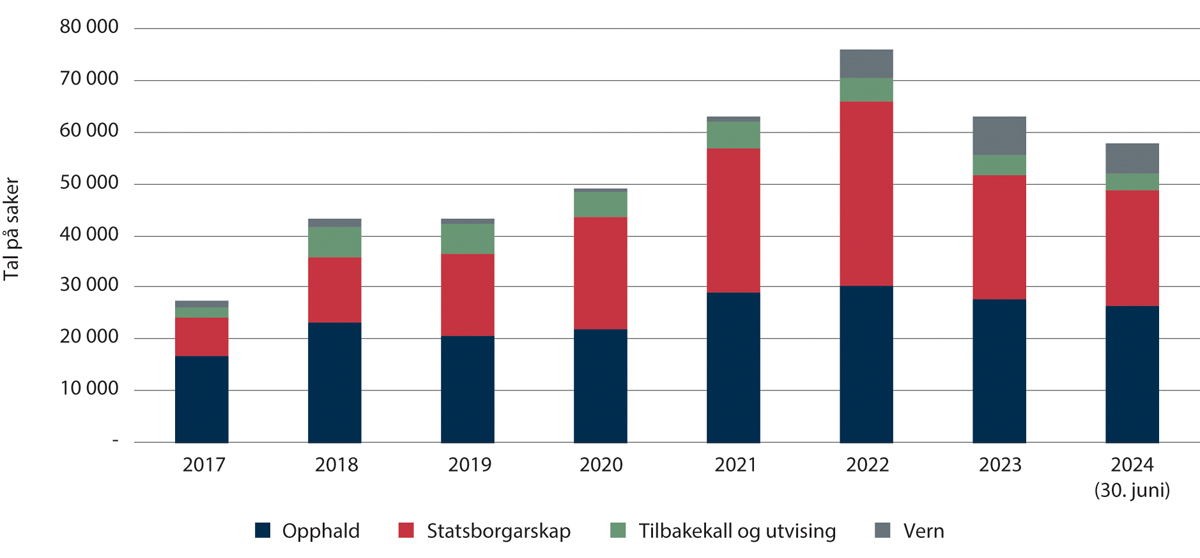 80 000
70 000
60 000
50 000
40 000
30 000
20 000
10 000
-
Tal på saker
2017 2018 2019 2020 2021 2022 2023 2024
(30. juni)
Opphald Statsborgarskap Tilbakekall og utvising Vern